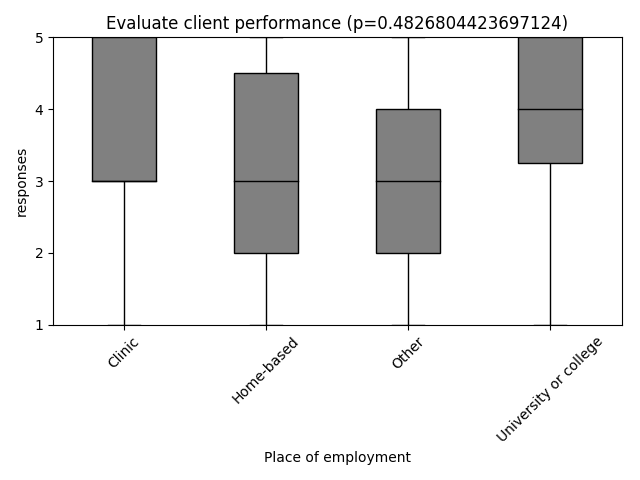 Evaluate client performance (p=0.4826804423697124)
5
4
3
2
1
responses
Clinic
Home-based
Other
University or college
Place of employment